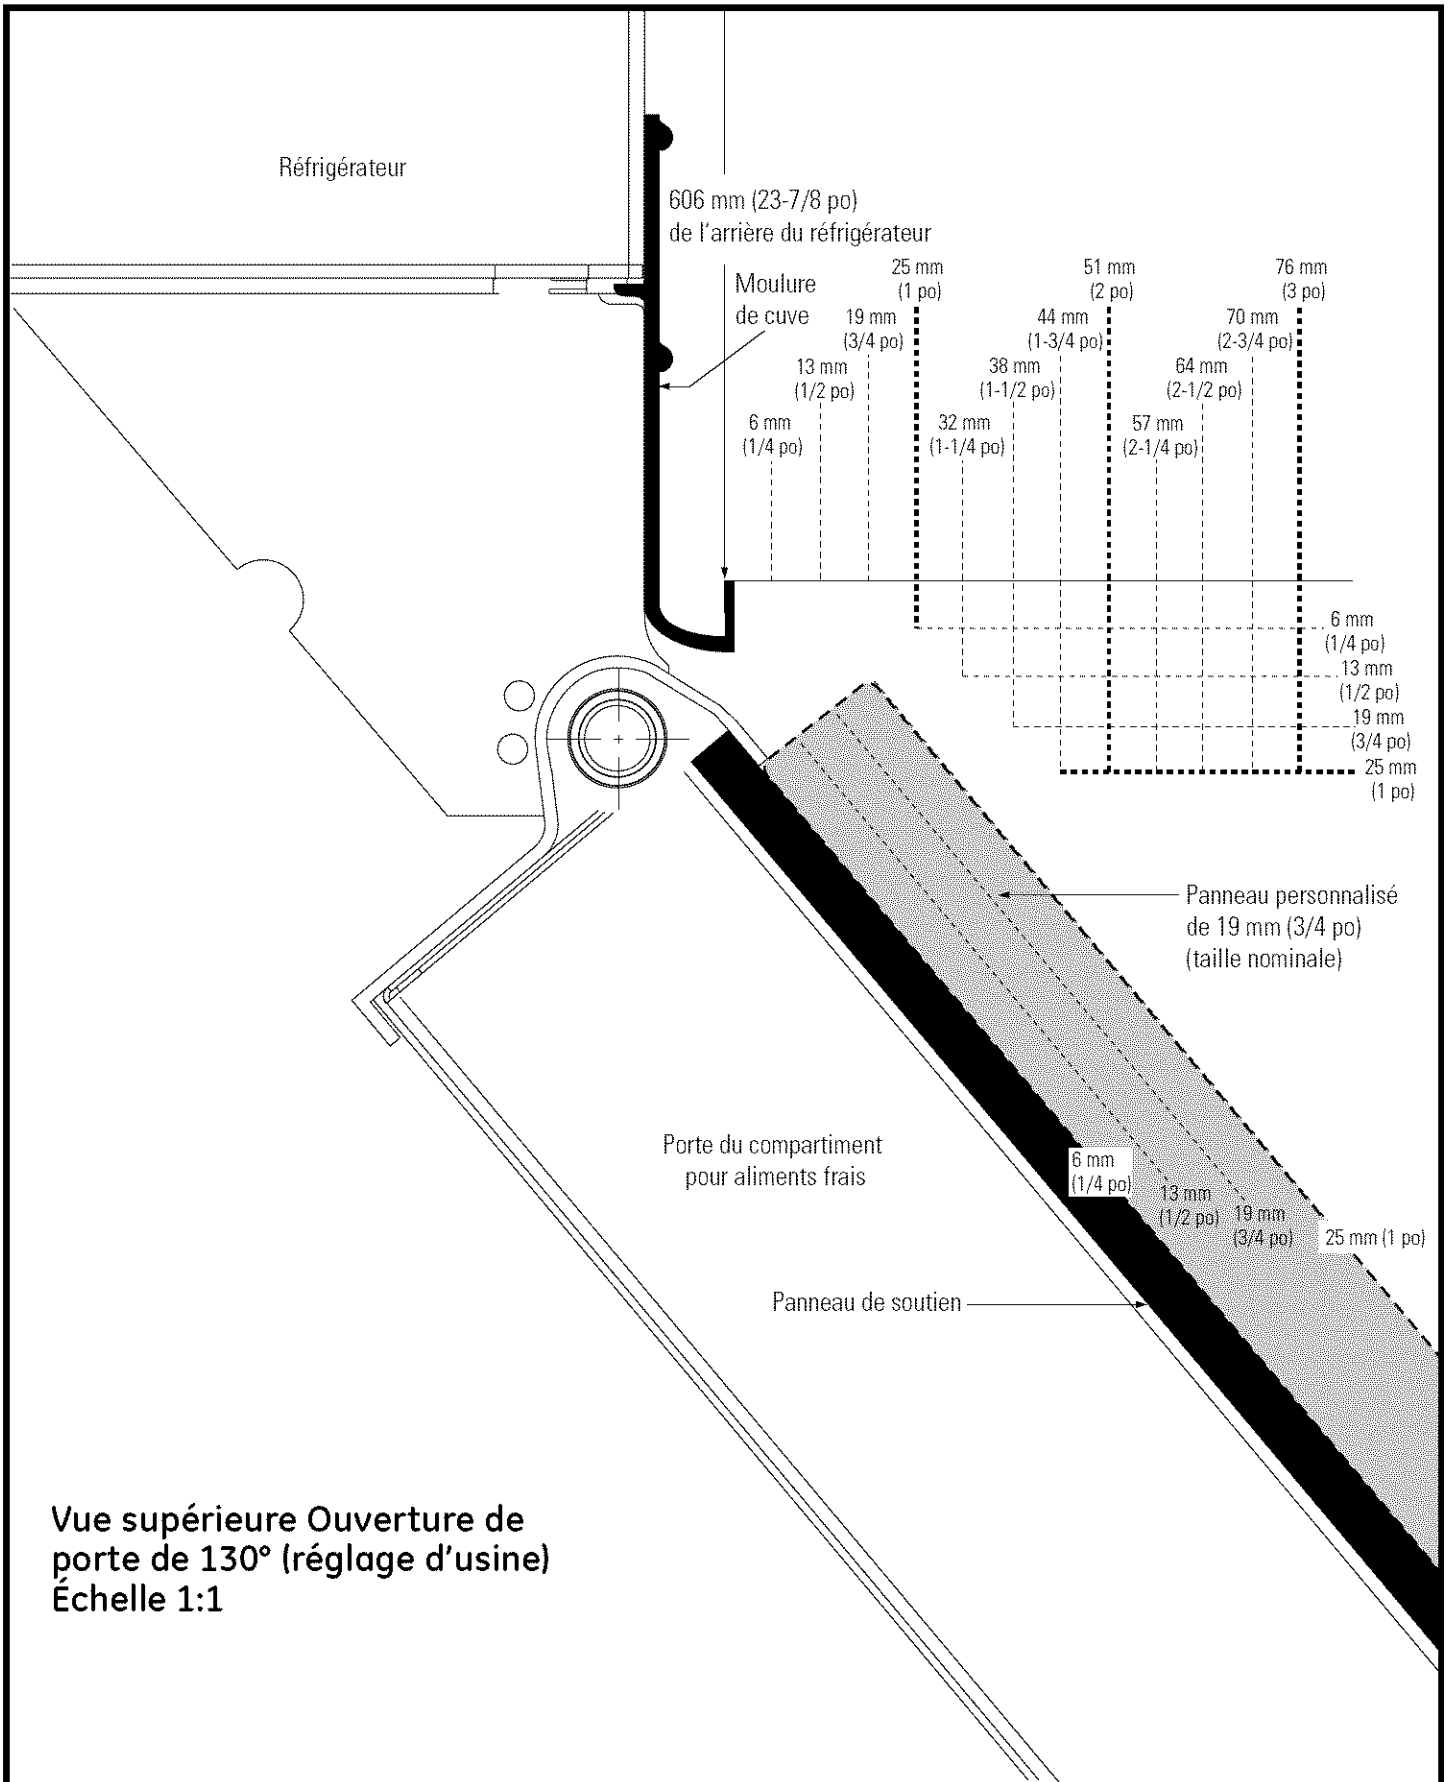 Réfrigérateur
606 mm (23-7/8 po)
de l'arrière du réfrigérateur
Moulure
de cuve
25 mm
(1 po)
51 mm
(2 po)
76 mm
(3 po)
19 mm
(3/4 po)
44 mm
(1-3/4 po)
70 mm
(2-3/4 po)
13 mm
(1/2 po)
38 mm
(1-1/2 po)
64 mm
(2-1/2 po)
6 mm
(1/4 po)
32 mm
(1-1/4 po)
57 mm
(2-1/4 po)
6 mm
(1/4 po)
13 mm
(1/2 po)
19 mm
(3/4 po)
25 mm
(1 po)
Panneau personnalisé
de 19 mm (3/4 po)
(taille nominale)
Porte du compartiment
pour aliments frais
6 mm
(1/4 po)
13 mm
(1/2 po)
19 mm
(3/4 po)
25 mm (1 po)
Panneau de soutien
Vue supérieure Ouverture de
porte de 130° (réglage d'usine)
Échelle 1:1